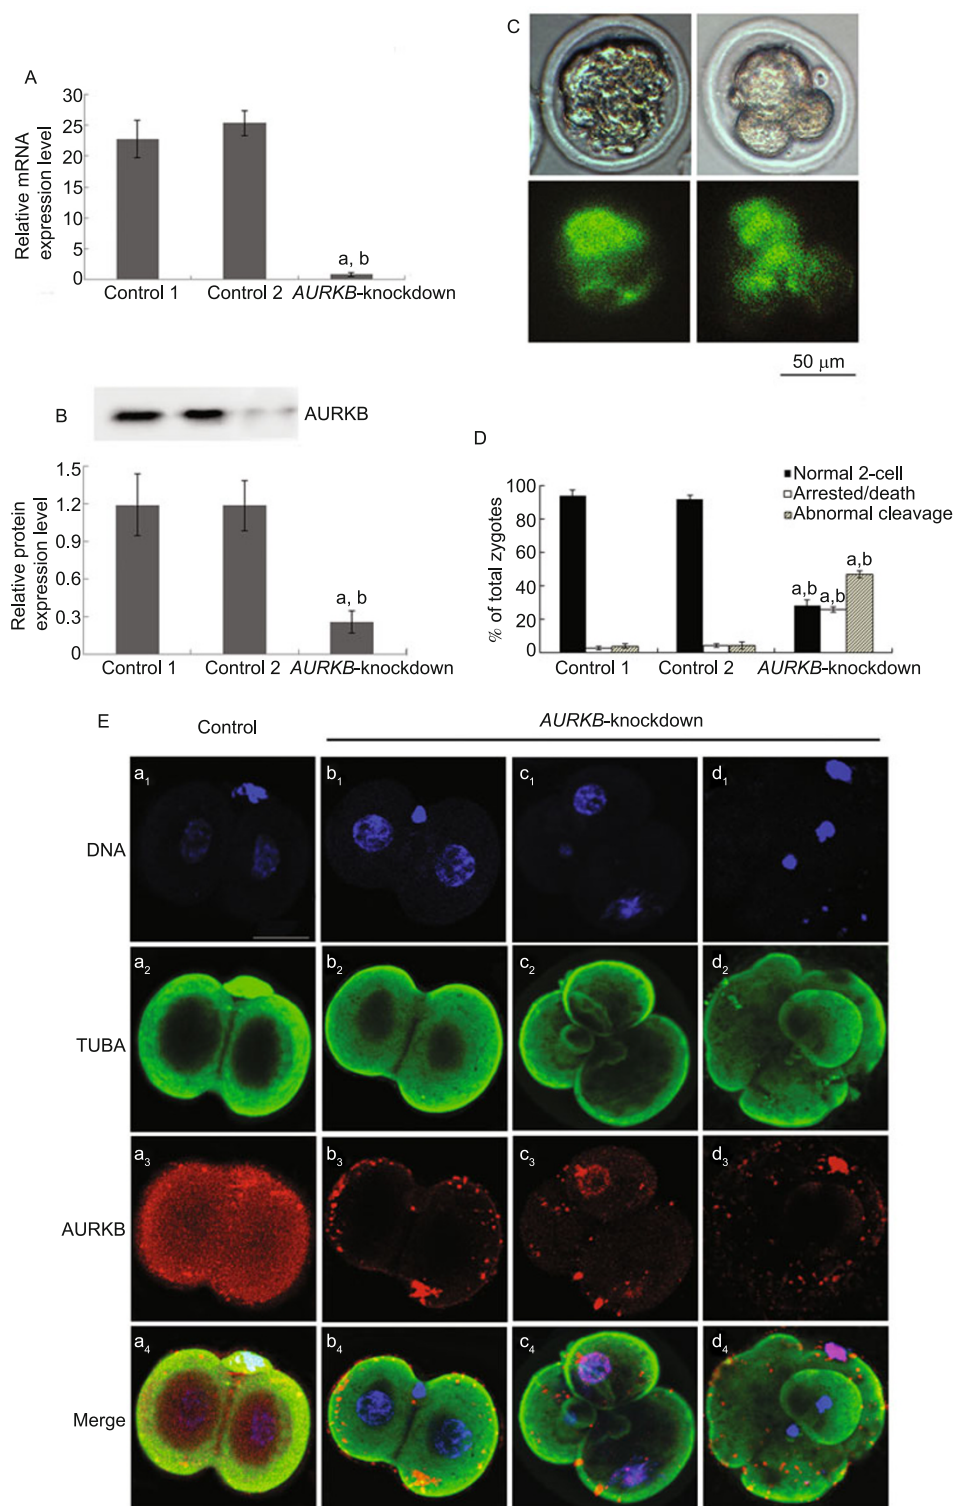 A
Relative mRNA
expression level
30
25
20
15
10
5
0
a, b
Control 1
Control 2
AURKB-knockdown
C
50 μm
B
AURKB
Relative protein
expression level
1.5
1.2
0.9
0.6
0.3
0
a, b
Control 1
Control 2
AURKB-knockdown
D
Normal 2-cell
Arrested/death
Abnormal cleavage
% of total zygotes
100
80
60
40
20
0
a,b
a,b
a,b
Control 1
Control 2
AURKB-knockdown
E
Control
AURKB-knockdown
DNA
a1
b1
c1
d1
TUBA
a2
b2
c2
d2
AURKB
a3
b3
c3
d3
Merge
a4
b4
c4
d4